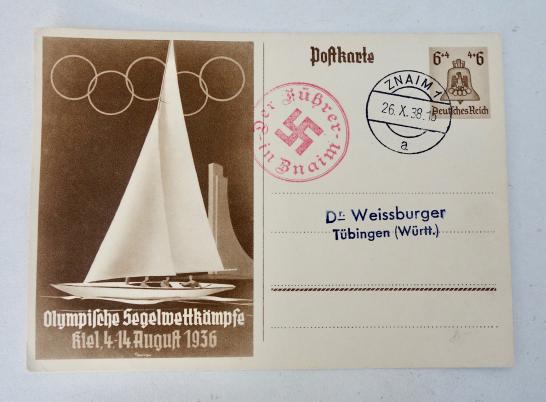 Postkarte
6+4 4+6
Deutsches Reich
ZNAIM 1
26.X.38.
a
Der Führer
in Znaim
Dr. Weissburger
Tübingen (Württ.)
Olympische Segelwettkämpfe
Kiel, 4-14 August 1936